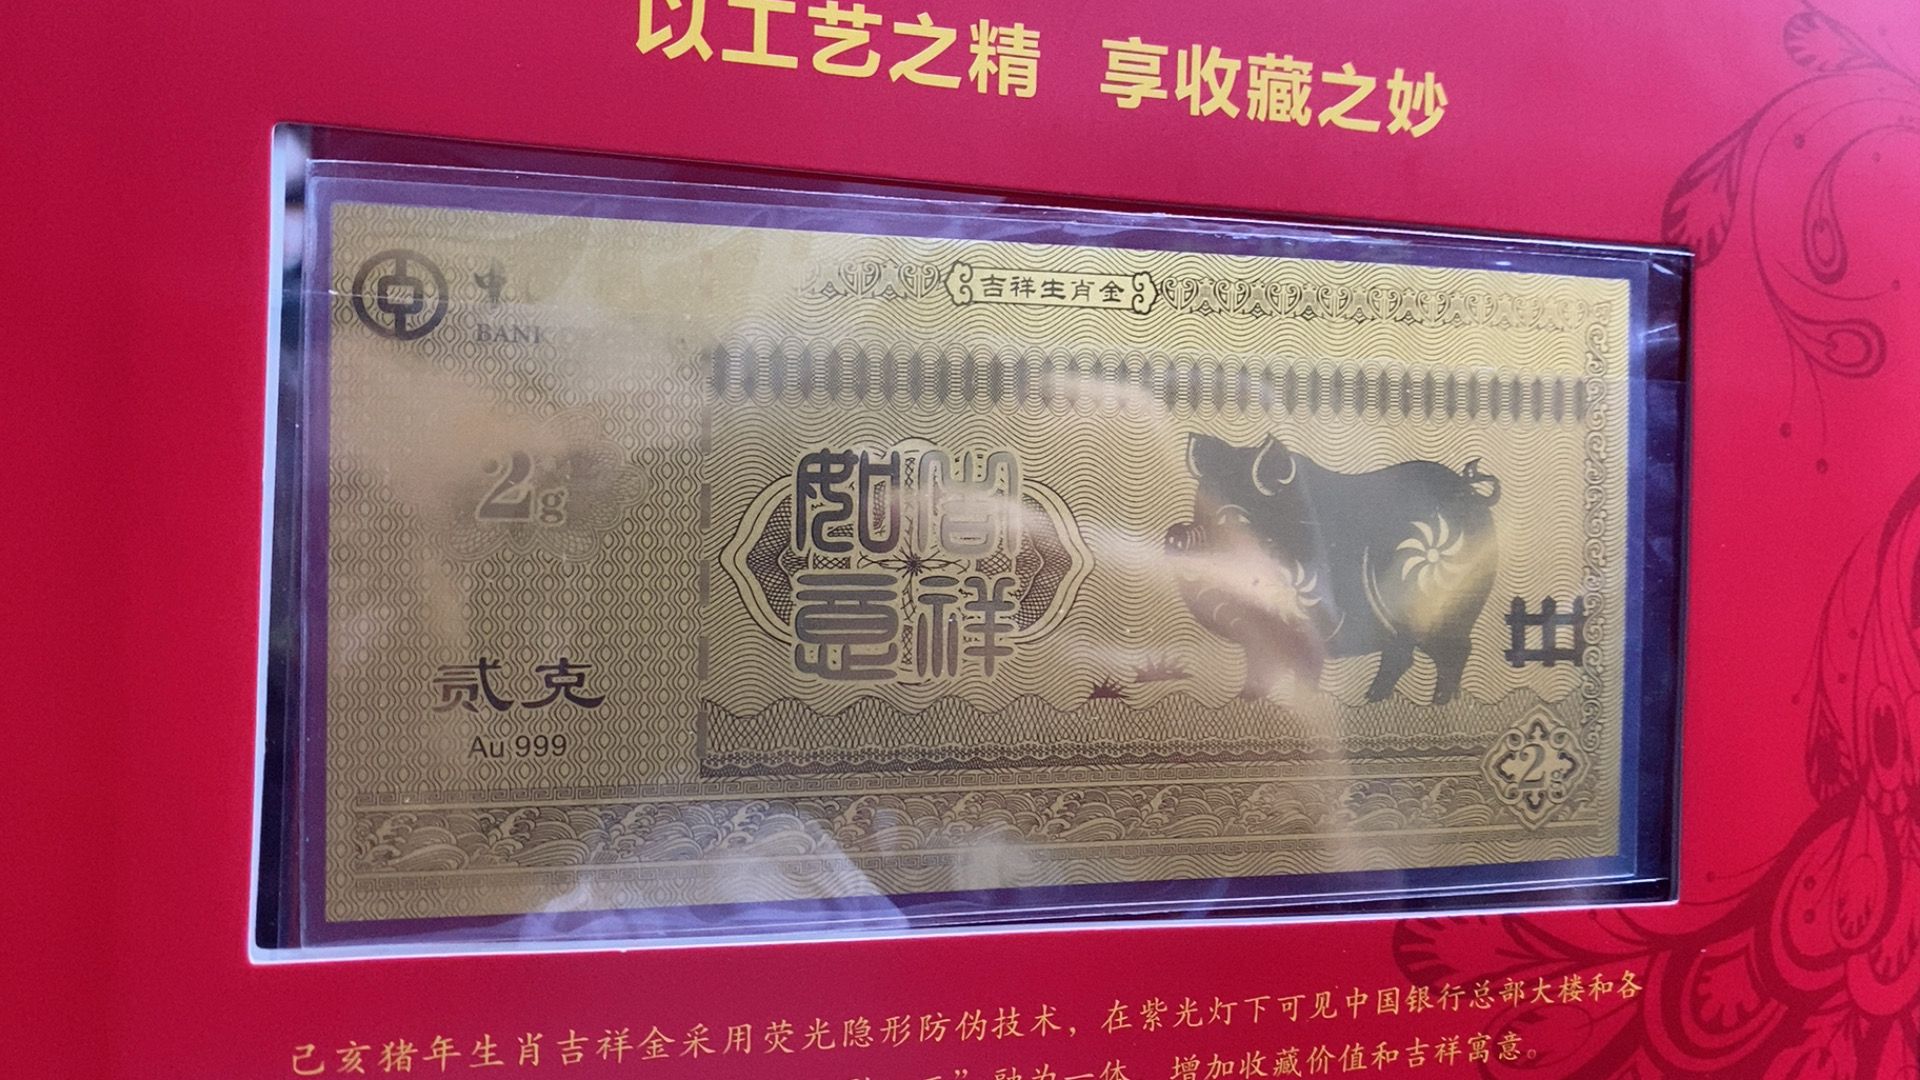 以工艺之精 享收藏之妙
中
BANK
吉祥生肖金
2g
吉祥
如意
贰克
Au 999
丑
2g
己亥猪年生肖吉祥金采用荧光隐形防伪技术，在紫光灯下可见中国银行总部大楼和各
”融为一体，增加收藏价值和吉祥寓意。